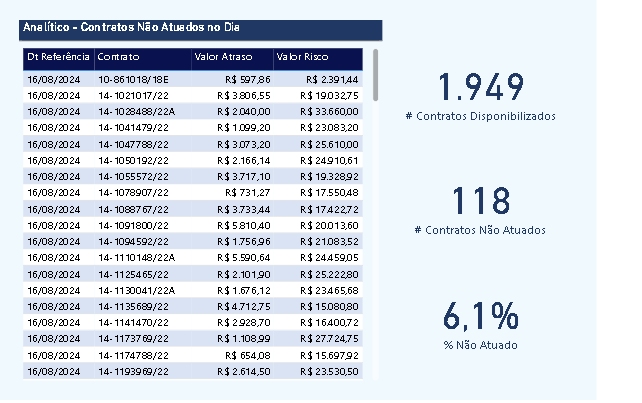 Analítico - Contratos Não Atuados no Dia
Dt Referência Contrato Valor Atraso Valor Risco
16/08/2024 10-861018/18E R$ 597,86 R$ 2.391,44
16/08/2024 14-1021017/22 R$ 3.806,55 R$ 19.032,75
16/08/2024 14-1028488/22A R$ 2.040,00 R$ 33.660,00
16/08/2024 14-1041479/22 R$ 1.099,20 R$ 23.083,20
16/08/2024 14-1047788/22 R$ 3.073,20 R$ 25.610,00
16/08/2024 14-1050192/22 R$ 2.166,14 R$ 24.910,61
16/08/2024 14-1055572/22 R$ 3.717,10 R$ 19.328,92
16/08/2024 14-1078907/22 R$ 731,27 R$ 17.550,48
16/08/2024 14-1088767/22 R$ 3.733,44 R$ 17.422,72
16/08/2024 14-1091800/22 R$ 5.810,40 R$ 20.013,60
16/08/2024 14-1094592/22 R$ 1.756,96 R$ 21.083,52
16/08/2024 14-1110148/22A R$ 5.590,64 R$ 24.459,05
16/08/2024 14-1125465/22 R$ 2.101,90 R$ 25.222,80
16/08/2024 14-1130041/22A R$ 1.676,12 R$ 23.465,68
16/08/2024 14-1135689/22 R$ 4.712,75 R$ 15.080,80
16/08/2024 14-1141470/22 R$ 2.928,70 R$ 16.400,72
16/08/2024 14-1173769/22 R$ 1.108,99 R$ 27.724,75
16/08/2024 14-1174788/22 R$ 654,08 R$ 15.697,92
16/08/2024 14-1193969/22 R$ 2.614,50 R$ 23.530,50
1.949
# Contratos Disponibilizados
118
# Contratos Não Atuados
6,1%
% Não Atuado